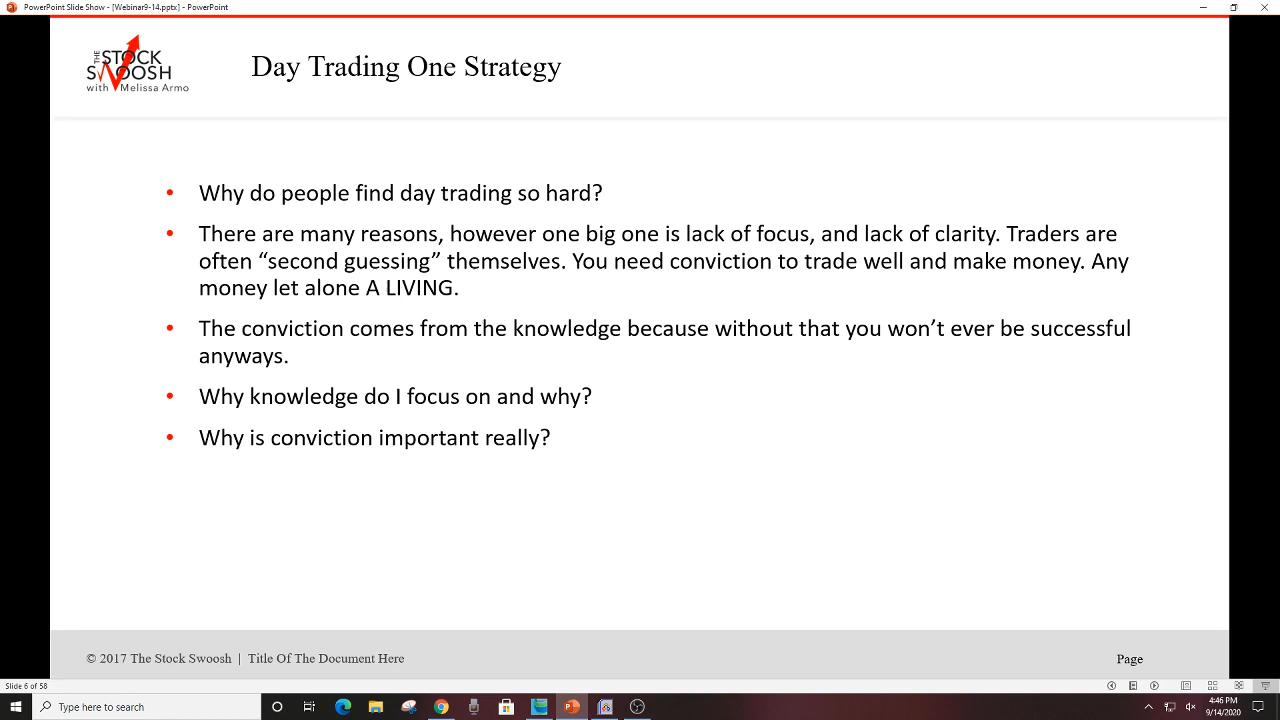 PowerPoint Slide Show - [Webinar9-14.pptx] - PowerPoint
THE
STOCK
SWOOSH
with Melissa Armo
Day Trading One Strategy
• Why do people find day trading so hard?
• There are many reasons, however one big one is lack of focus, and lack of clarity. Traders are
often “second guessing” themselves. You need conviction to trade well and make money. Any
money let alone A LIVING.
• The conviction comes from the knowledge because without that you won’t ever be successful
anyways.
• Why knowledge do I focus on and why?
• Why is conviction important really?
© 2017 The Stock Swoosh | Title Of The Document Here
Page
Slide 6 of 58
Type here to search
4:46 PM
9/14/2020